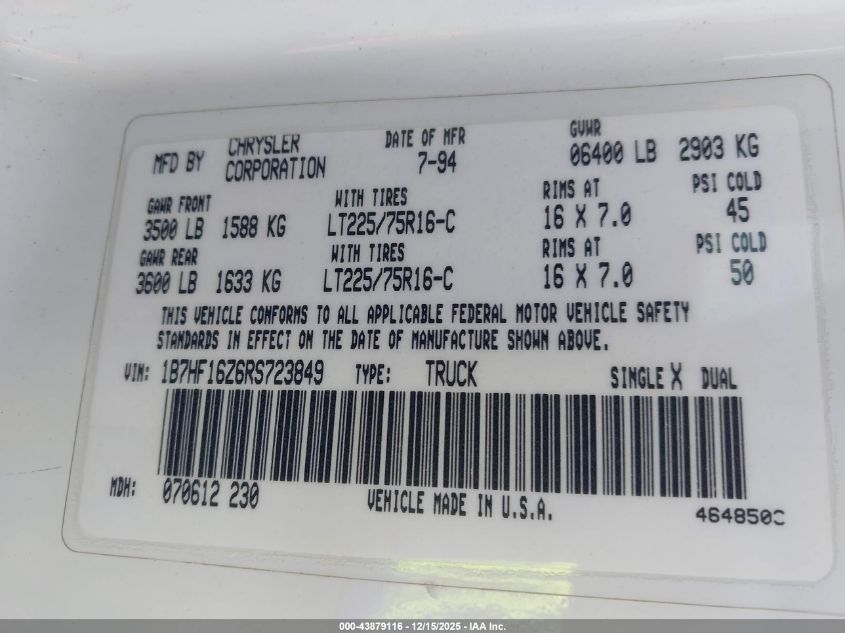 MFD BY CHRYSLER CORPORATION DATE OF MFR 7-94 GVWR 06400 LB 2903 KG
GAWR FRONT WITH TIRES RIMS AT PSI COLD
3500 LB 1588 KG LT225/75R16-C 16 X 7.0 45
GAWR REAR WITH TIRES RIMS AT PSI COLD
3600 LB 1633 KG LT225/75R16-C 16 X 7.0 50
THIS VEHICLE CONFORMS TO ALL APPLICABLE FEDERAL MOTOR VEHICLE SAFETY
STANDARDS IN EFFECT ON THE DATE OF MANUFACTURE SHOWN ABOVE.
VIN: 1B7HF16Z6RS723849 TYPE: TRUCK SINGLE X DUAL
MDH: 070612 230 VEHICLE MADE IN U.S.A. 464850C
000-43879116 - 12/15/2025 - IAA Inc.